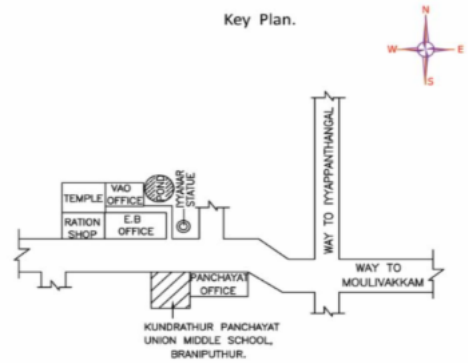 Key Plan.
N
W
E
S
WAY TO IYYAPPANTHANGAL
TEMPLE
VAO
OFFICE
POND
IYYANAR
STATUE
RATION
SHOP
E.B
OFFICE
WAY TO
MOULIVAKKAM
PANCHAYAT
OFFICE
KUNDRATHUR PANCHAYAT
UNION MIDDLE SCHOOL,
BRANIPUTHUR.